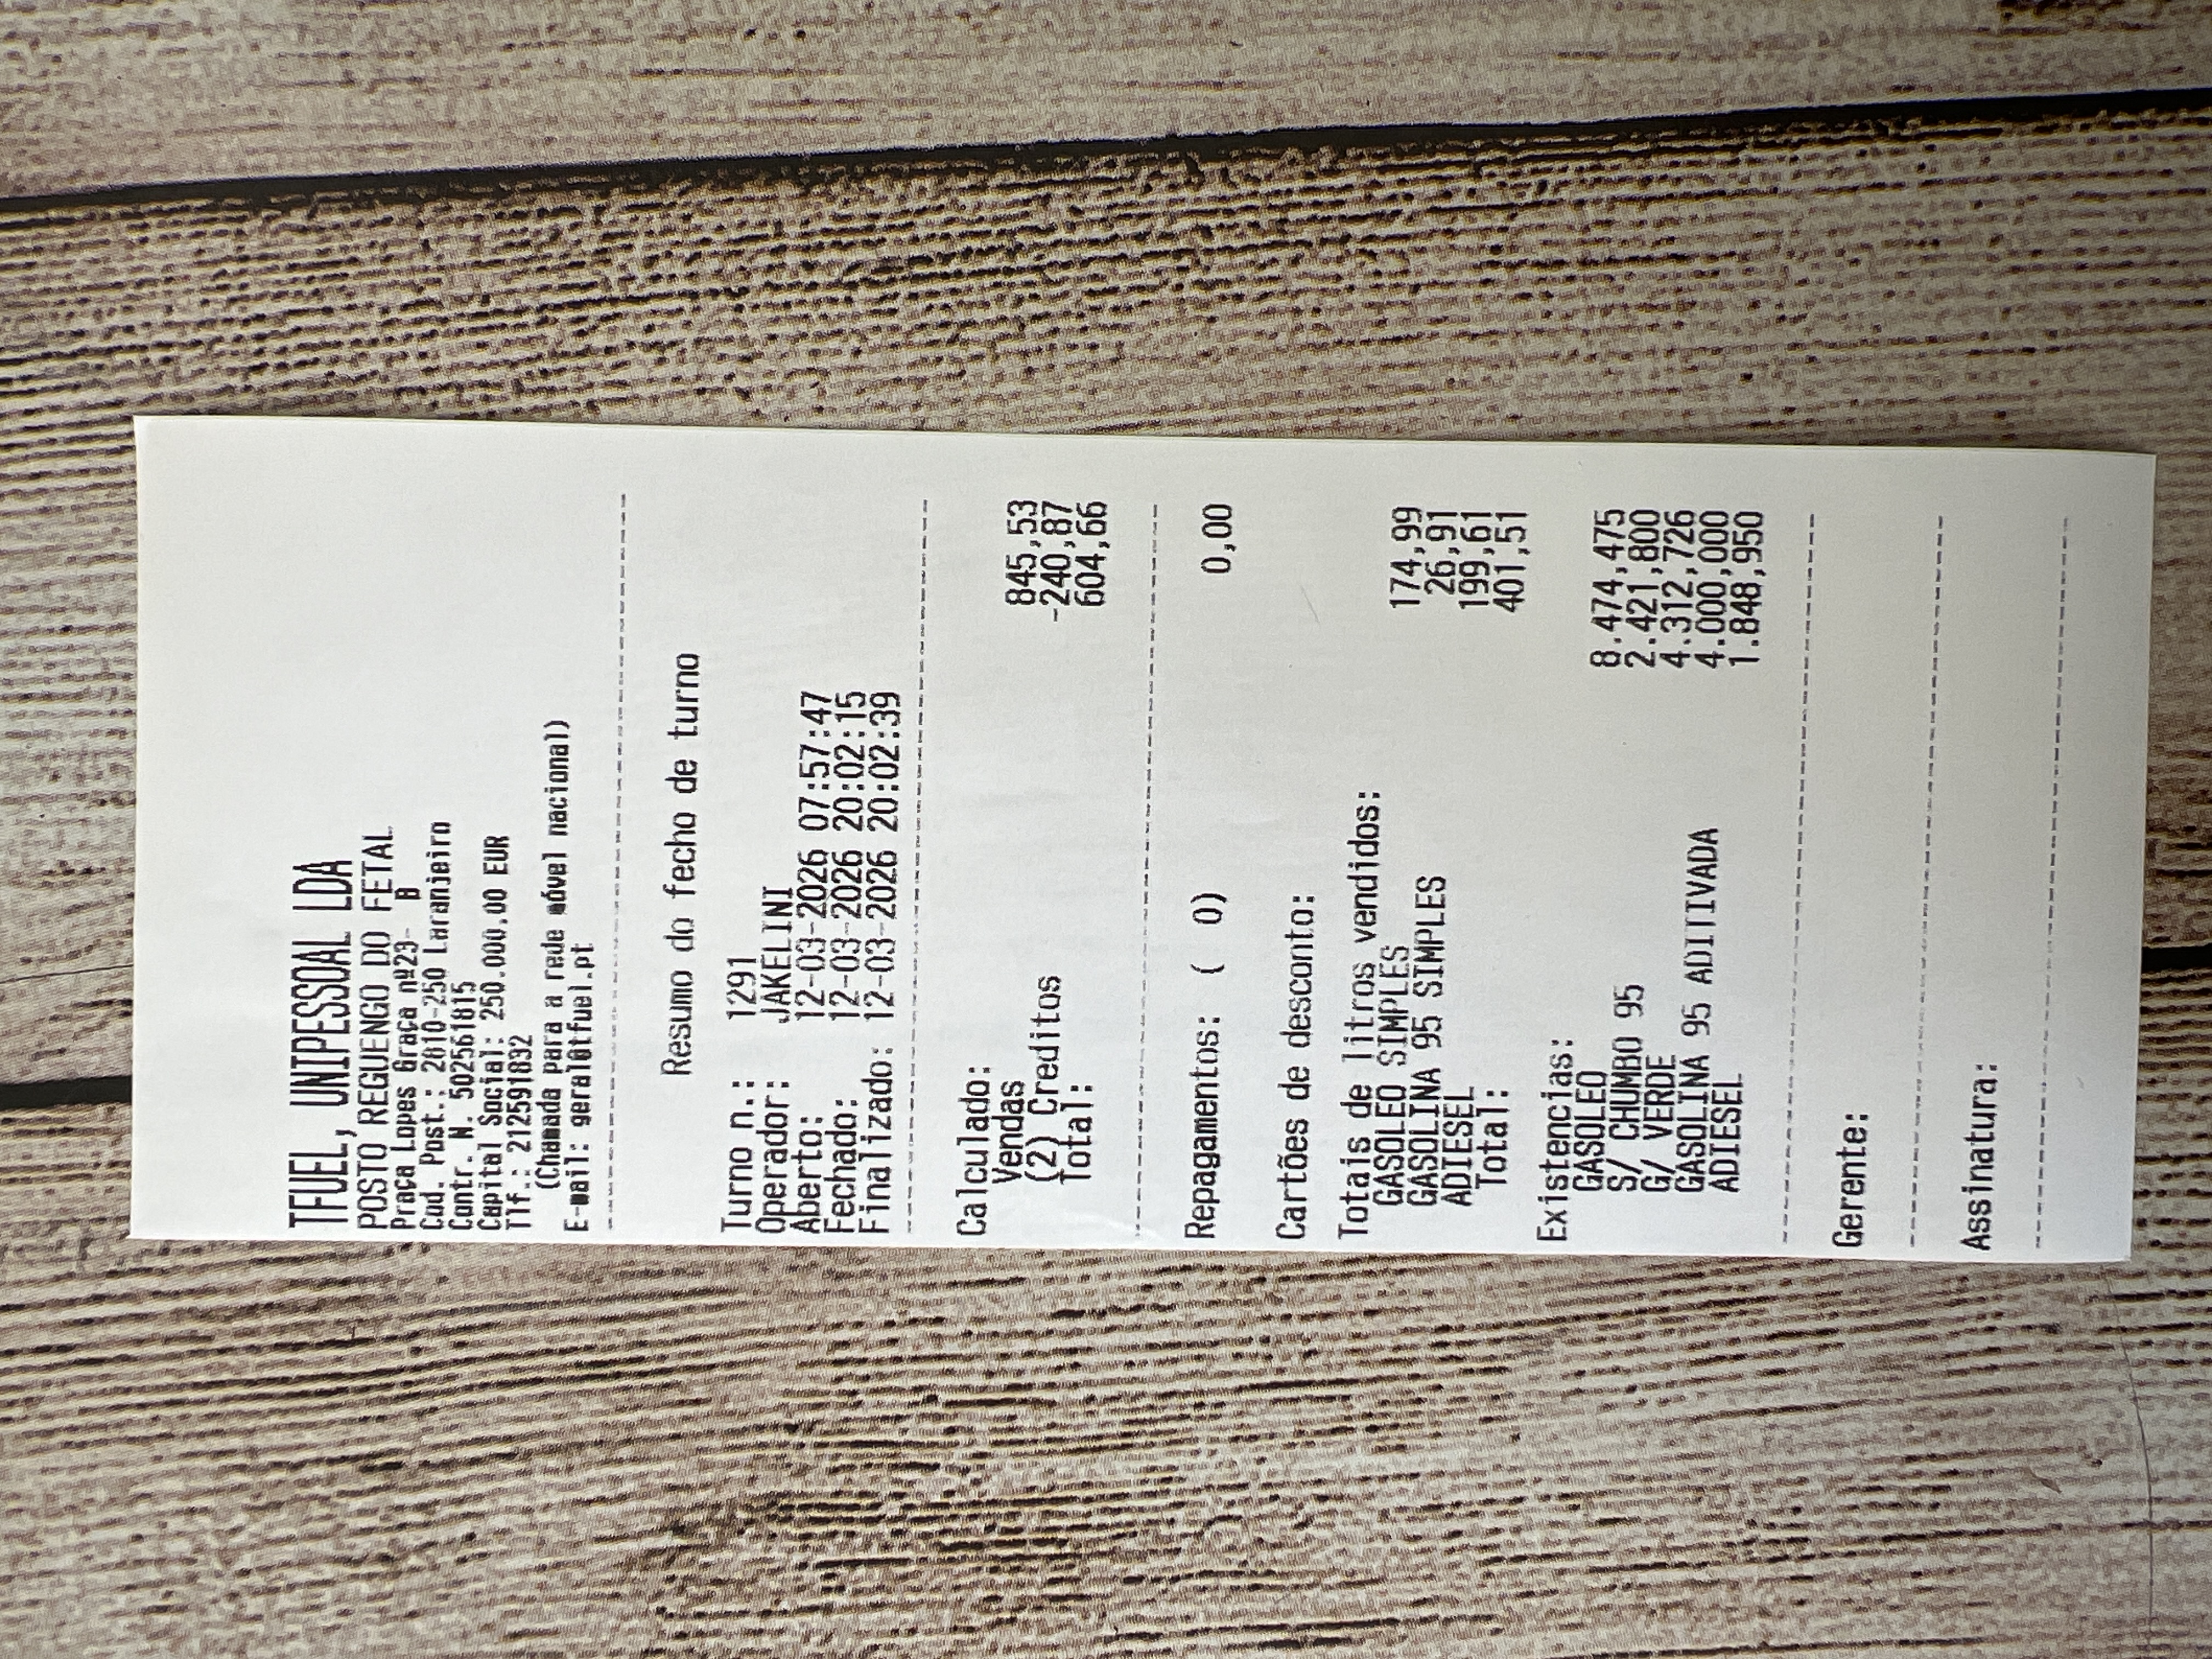 TFUEL, UNIPESSOAL LDA
POSTO REGUENGO DO FETAL
Praça Lopes Graça nº23- B
Cod. Post.: 2810-250 Laranjeiro
Contr. N. 502561815
Capital Social: 250.000,00 EUR
Tlf.: 212591832
(Chamada para a rede móvel nacional)
E-mail: geral@tfuel.pt
Resumo do fecho de turno
Turno n.: 1291
Operador: JAKELINI
Aberto: 12-03-2026 07:57:47
Fechado: 12-03-2026 20:02:15
Finalizado: 12-03-2026 20:02:39
Calculado:
Vendas 845,53
(2) Creditos -240,87
Total: 604,66
Repagamentos: ( 0) 0,00
Cartões de desconto:
Totais de litros vendidos:
GASOLEO SIMPLES 174,99
GASOLINA 95 SIMPLES 26,91
ADIESEL 199,61
Total: 401,51
Existencias:
GASOLEO 8.474,475
S/ CHUMBO 95 2.421,800
G/ VERDE 4.312,726
GASOLINA 95 ADITIVADA 4.000,000
ADIESEL 1.848,950
Gerente:
Assinatura: